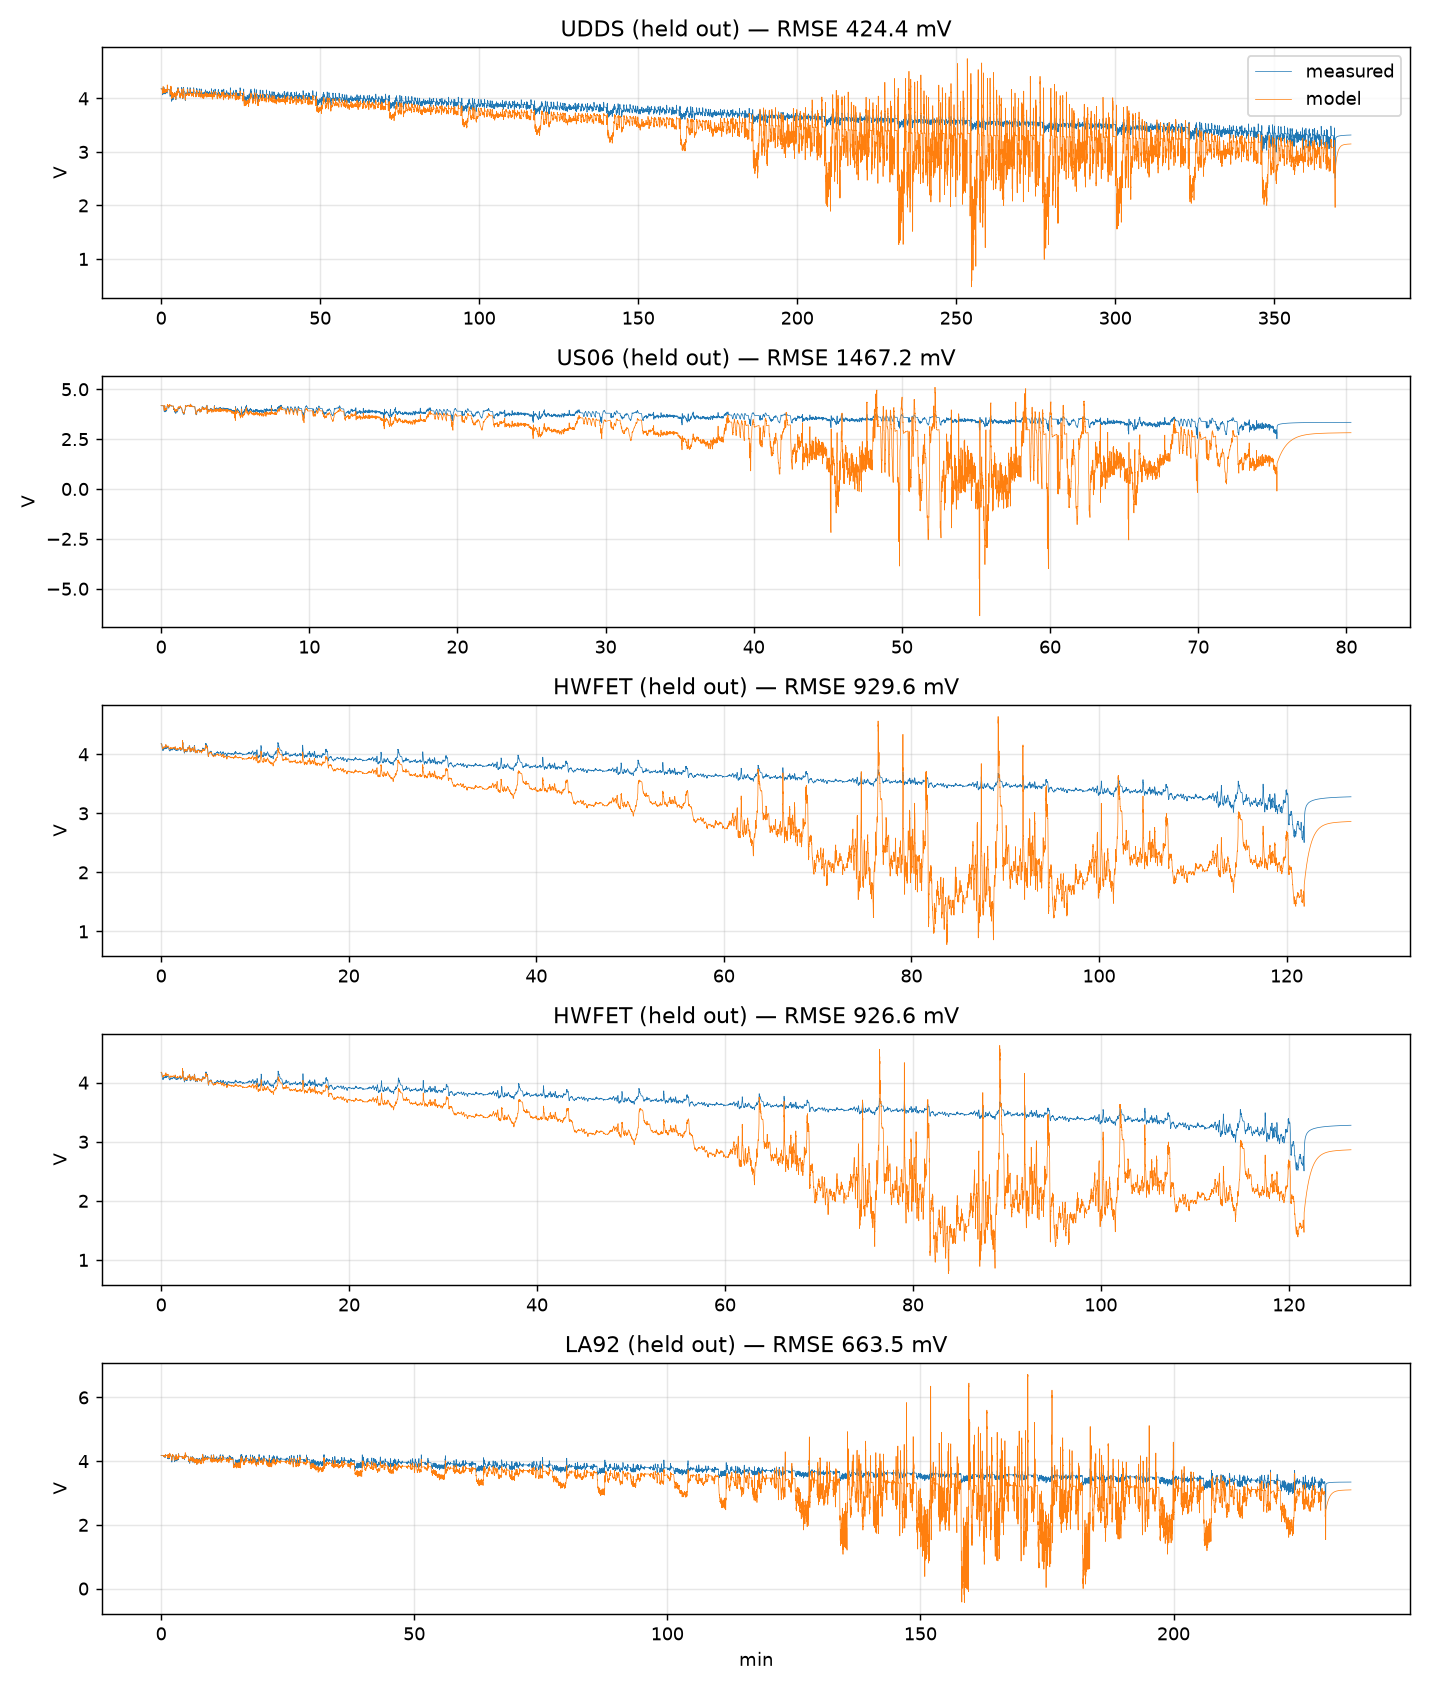 UDDS (held out) — RMSE 424.4 mV
measured
model
4
3
2
1
V
0 50 100 150 200 250 300 350
US06 (held out) — RMSE 1467.2 mV
5.0
2.5
0.0
−2.5
−5.0
V
0 10 20 30 40 50 60 70 80
HWFET (held out) — RMSE 929.6 mV
4
3
2
1
V
0 20 40 60 80 100 120
HWFET (held out) — RMSE 926.6 mV
4
3
2
1
V
0 20 40 60 80 100 120
LA92 (held out) — RMSE 663.5 mV
6
4
2
0
V
0 50 100 150 200
min